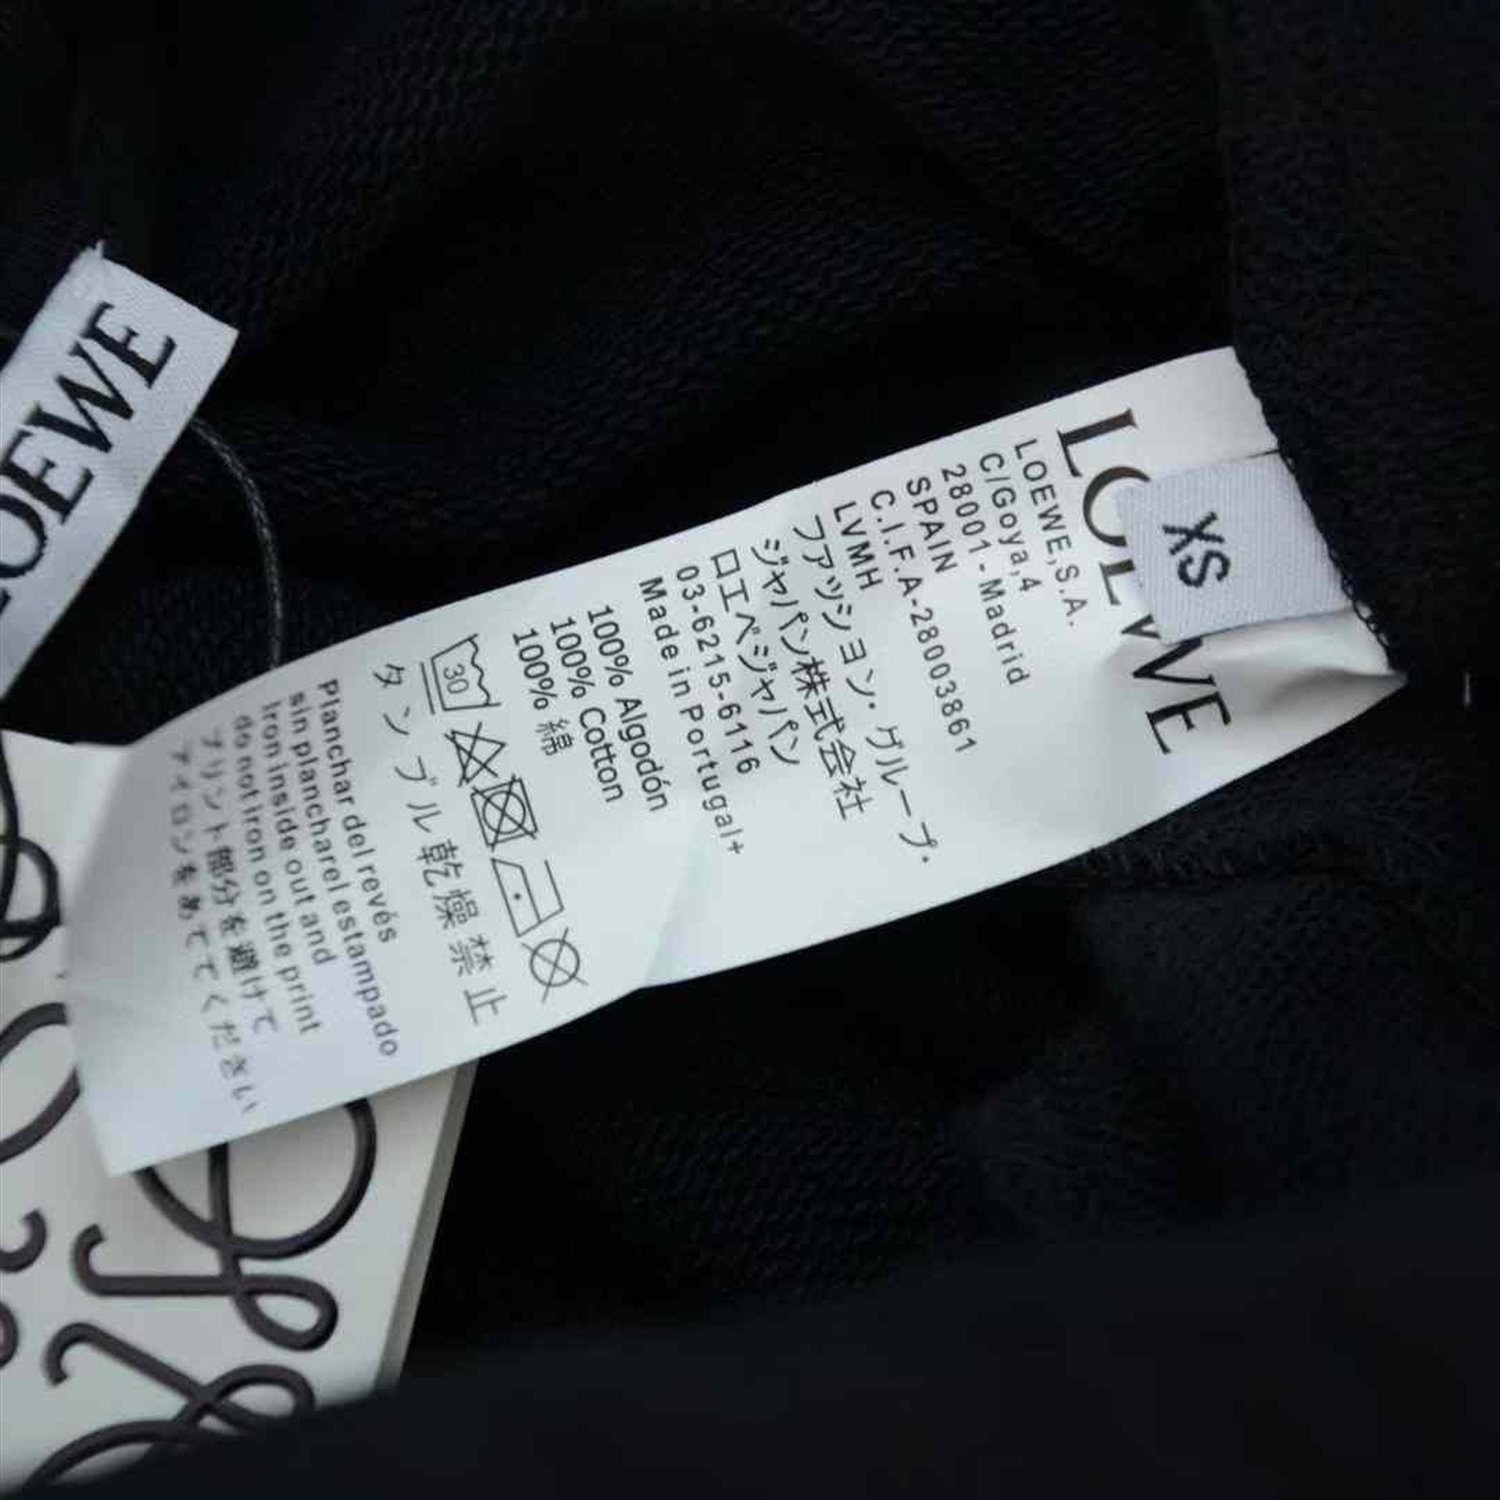 LOEWE
XS
LOEWE
LOEWE,S.A.
C/Goya,4
28001-Madrid
SPAIN
C.I.F.A-28003861
LVMH
ファッション・グループ・
ジャパン株式会社
ロエベジャパン
03-6215-6116
Made in Portugal+
100% Algodón
100% Cotton
100% 綿
30
タンブル乾燥禁止
Planchar del revés
sin planchar el estampado
Iron inside out and
do not iron on the print
プリント部分を避けて
アイロンをあててください